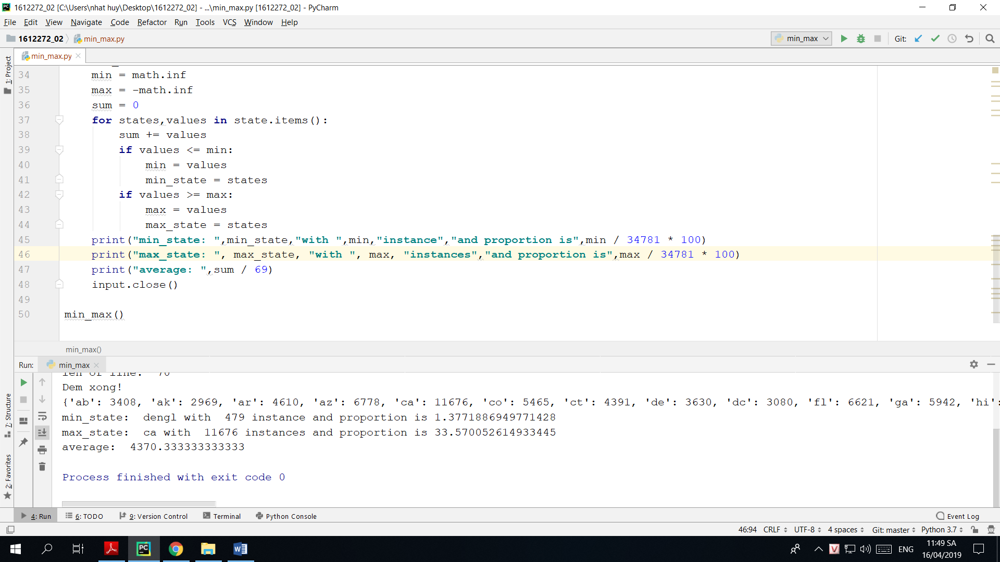 1612272_02 [C:\Users\nhat huy\Desktop\1612272_02] - ...\min_max.py [1612272_02] - PyCharm
File Edit View Navigate Code Refactor Run Tools VCS Window Help
1612272_02 min_max.py min_max Git:
min_max.py
1: Project
34 min = math.inf
35 max = -math.inf
36 sum = 0
37 for states,values in state.items():
38 sum += values
39 if values <= min:
40 min = values
41 min_state = states
42 if values >= max:
43 max = values
44 max_state = states
45 print("min_state: ",min_state,"with ",min,"instance","and proportion is",min / 34781 * 100)
46 print("max_state: ", max_state, "with ", max, "instances","and proportion is",max / 34781 * 100)
47 print("average: ",sum / 69)
48 input.close()
49
50 min_max()
min_max()
Run: min_max
len of line: 70
Dem xong!
{'ab': 3408, 'ak': 2969, 'ar': 4610, 'az': 6778, 'ca': 11676, 'co': 5465, 'ct': 4391, 'de': 3630, 'dc': 3080, 'fl': 6621, 'ga': 5942, 'hi':
min_state:  dengl with  479 instance and proportion is 1.3771886949771428
max_state:  ca with  11676 instances and proportion is 33.570052614933445
average:  4370.333333333333
Process finished with exit code 0
7: Structure
2: Favorites
4: Run 6: TODO 9: Version Control Terminal Python Console Event Log
46:94 CRLF UTF-8 4 spaces Git: master Python 3.7
ENG 11:49 SA
16/04/2019